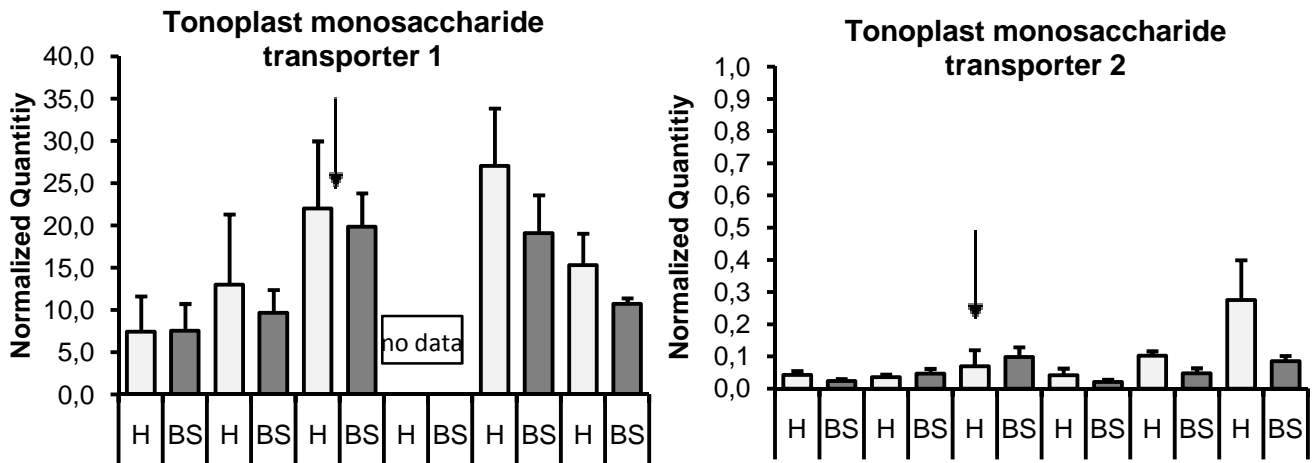 Tonoplast monosaccharide
transporter 1
Normalized Quantitiy
40,0
35,0
30,0
25,0
20,0
15,0
10,0
5,0
0,0
no data
H BS H BS H BS H BS H BS H BS
Tonoplast monosaccharide
transporter 2
Normalized Quantity
1,0
0,9
0,8
0,7
0,6
0,5
0,4
0,3
0,2
0,1
0,0
H BS H BS H BS H BS H BS H BS